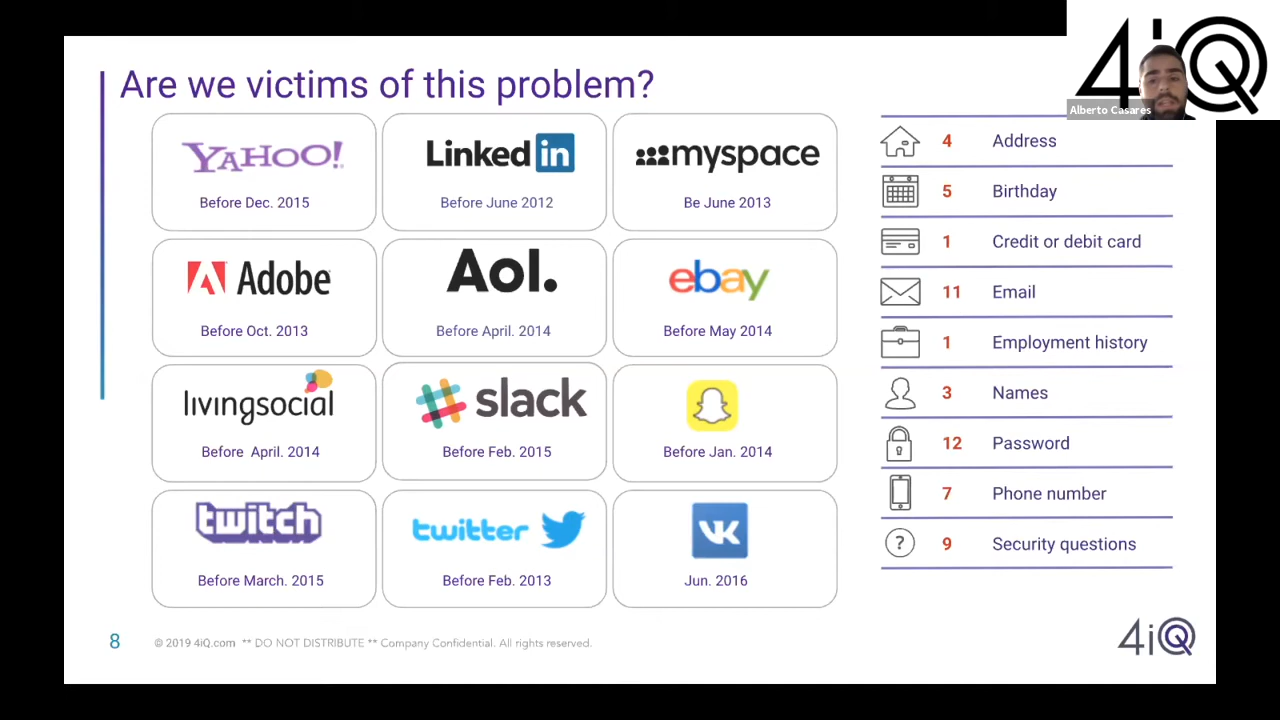 4iQ
Alberto Casares
Are we victims of this problem?
YAHOO!
Before Dec. 2015
Linked in
Before June 2012
myspace
Be June 2013
Adobe
Before Oct. 2013
Aol.
Before April. 2014
ebay
Before May 2014
livingsocial
Before April. 2014
slack
Before Feb. 2015
Before Jan. 2014
twitch
Before March. 2015
twitter
Before Feb. 2013
VK
Jun. 2016
4 Address
5 Birthday
1 Credit or debit card
11 Email
1 Employment history
3 Names
12 Password
7 Phone number
? 9 Security questions
8 © 2019 4iQ.com ** DO NOT DISTRIBUTE ** Company Confidential. All rights reserved.
4iQ